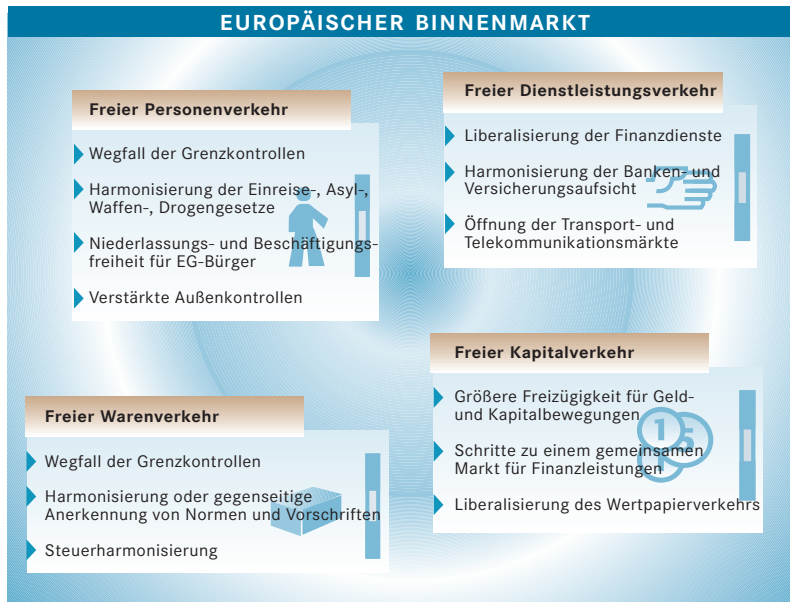 EUROPÄISCHER BINNENMARKT
Freier Personenverkehr
Wegfall der Grenzkontrollen
Harmonisierung der Einreise-, Asyl-,
Waffen-, Drogengesetze
Niederlassungs- und Beschäftigungs-
freiheit für EG-Bürger
Verstärkte Außenkontrollen
Freier Dienstleistungsverkehr
Liberalisierung der Finanzdienste
Harmonisierung der Banken- und
Versicherungsaufsicht
Öffnung der Transport- und
Telekommunikationsmärkte
Freier Warenverkehr
Wegfall der Grenzkontrollen
Harmonisierung oder gegenseitige
Anerkennung von Normen und Vorschriften
Steuerharmonisierung
Freier Kapitalverkehr
Größere Freizügigkeit für Geld-
und Kapitalbewegungen
Schritte zu einem gemeinsamen
Markt für Finanzleistungen
Liberalisierung des Wertpapierverkehrs
1
5